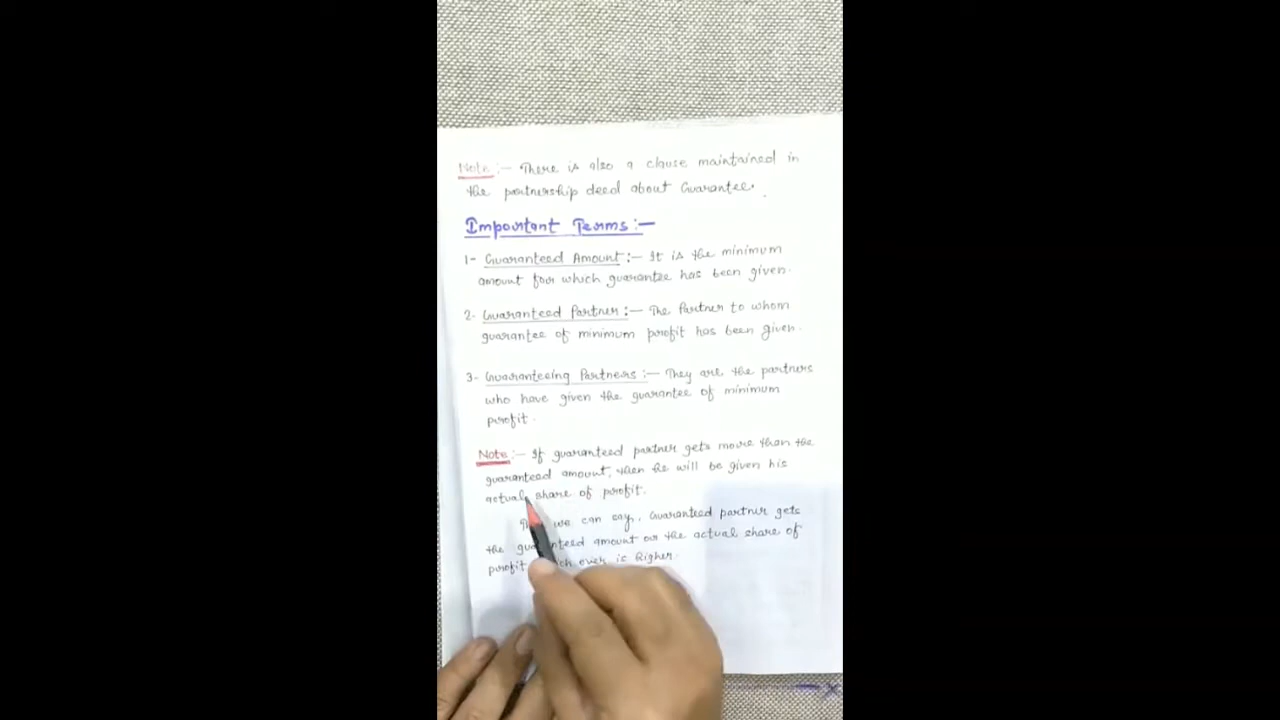 Note :- There is also a clause maintained in
the partnership deed about Guarantee.
Important Terms :-
1- Guaranteed Amount :- It is the minimum
amount for which guarantee has been given.
2- Guaranteed Partner :- The Partner to whom
guarantee of minimum profit has been given.
3- Guaranteeing Partners :- They are the partners
who have given the guarantee of minimum
profit.
Note :- If guaranteed partner gets more than the
guaranteed amount, then he will be given his
actual share of profit.
we can say, Guaranteed partner gets
the guaranteed amount or the actual share of
profit ever is higher.